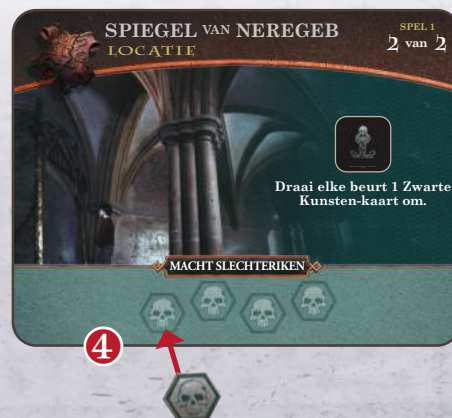 SPIEGEL VAN NEREGEB
LOCATIE
SPEL 1
2 van 2
Draai elke beurt 1 Zwarte
Kunsten-kaart om.
MACHT SLECHTERIKEN
4